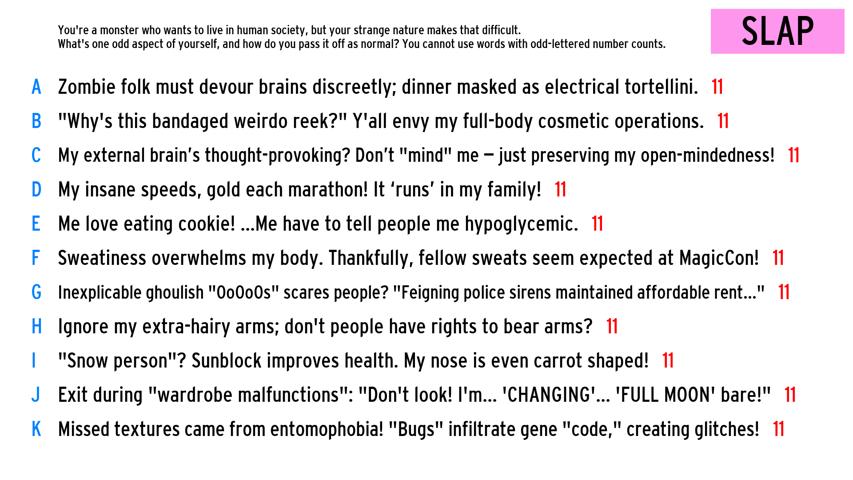 You're a monster who wants to live in human society, but your strange nature makes that difficult.
What's one odd aspect of yourself, and how do you pass it off as normal? You cannot use words with odd-lettered number counts.
SLAP
A Zombie folk must devour brains discreetly; dinner masked as electrical tortellini. 11
B "Why's this bandaged weirdo reek?" Y'all envy my full-body cosmetic operations. 11
C My external brain’s thought-provoking? Don’t "mind" me – just preserving my open-mindedness! 11
D My insane speeds, gold each marathon! It ‘runs’ in my family! 11
E Me love eating cookie! ...Me have to tell people me hypoglycemic. 11
F Sweatiness overwhelms my body. Thankfully, fellow sweats seem expected at MagicCon! 11
G Inexplicable ghoulish "OoOoOs" scares people? "Feigning police sirens maintained affordable rent..." 11
H Ignore my extra-hairy arms; don't people have rights to bear arms? 11
I "Snow person"? Sunblock improves health. My nose is even carrot shaped! 11
J Exit during "wardrobe malfunctions": "Don't look! I'm... 'CHANGING'... 'FULL MOON' bare!" 11
K Missed textures came from entomophobia! "Bugs" infiltrate gene "code," creating glitches! 11